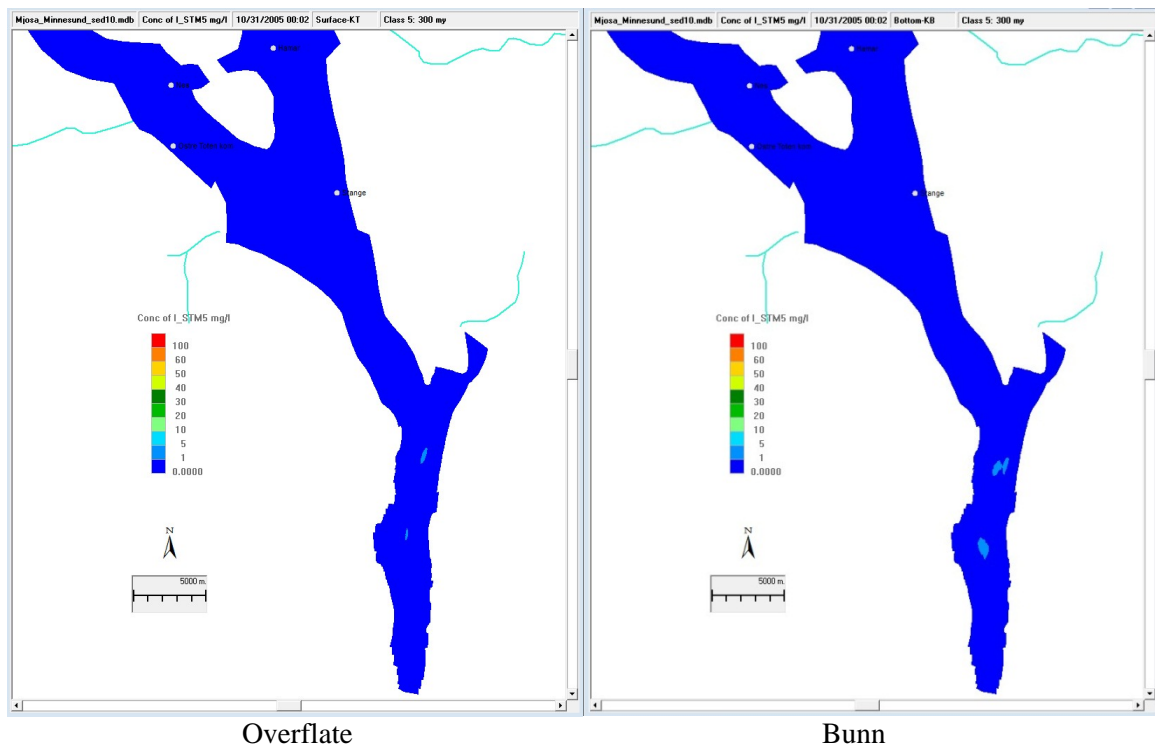 Mjosa_Minnesund_sed10.mdb Conc of I_STM5 mg/l 10/31/2005 00:02 Surface-KT Class 5: 300 my
Stange
Conc of I_STM5 mg/l
100
60
50
40
30
20
10
5
1
0.0000
N
5000 m.
Overflate
Mjosa_Minnesund_sed10.mdb Conc of I_STM5 mg/l 10/31/2005 00:02 Bottom-KB Class 5: 300 my
Stange
Conc of I_STM5 mg/l
100
60
50
40
30
20
10
5
1
0.0000
N
5000 m.
Bunn